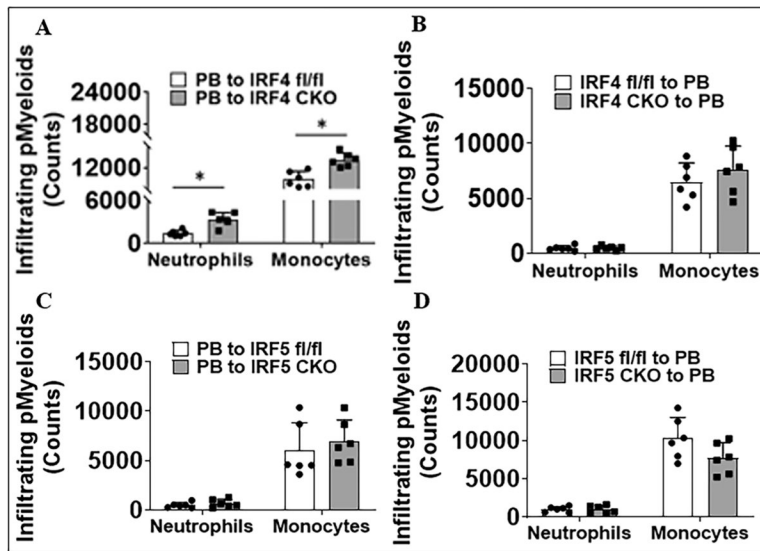 A
Infiltrating pMyeloids
(Counts)
PB to IRF4 fl/fl
PB to IRF4 CKO
24000
18000
12000
6000
0
*
*
Neutrophils Monocytes
B
Infiltrating pMyeloids
(Counts)
IRF4 fl/fl to PB
IRF4 CKO to PB
15000
10000
5000
0
Neutrophils Monocytes
C
Infiltrating pMyeloids
(Counts)
PB to IRF5 fl/fl
PB to IRF5 CKO
15000
10000
5000
0
Neutrophils Monocytes
D
Infiltrating pMyeloids
(Counts)
IRF5 fl/fl to PB
IRF5 CKO to PB
20000
15000
10000
5000
0
Neutrophils Monocytes